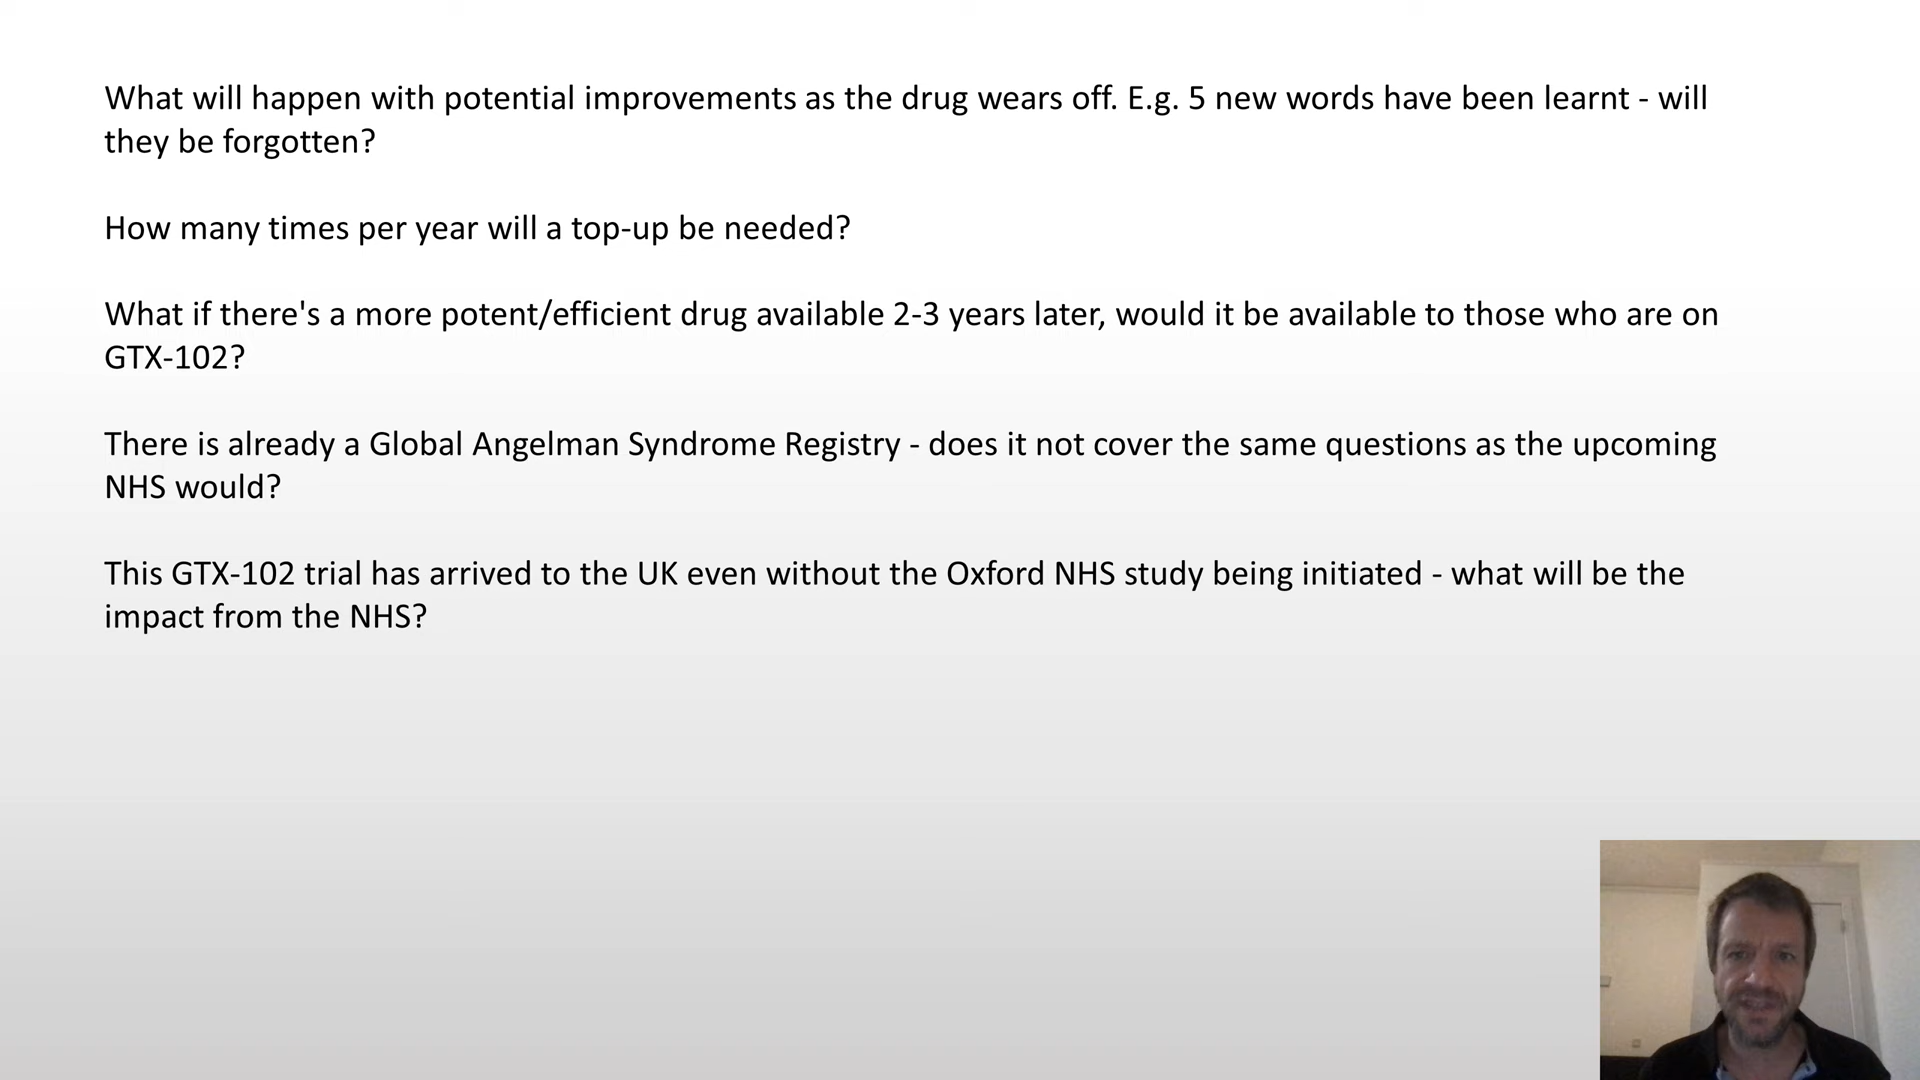 What will happen with potential improvements as the drug wears off. E.g. 5 new words have been learnt - will
they be forgotten?
How many times per year will a top-up be needed?
What if there's a more potent/efficient drug available 2-3 years later, would it be available to those who are on
GTX-102?
There is already a Global Angelman Syndrome Registry - does it not cover the same questions as the upcoming
NHS would?
This GTX-102 trial has arrived to the UK even without the Oxford NHS study being initiated - what will be the
impact from the NHS?